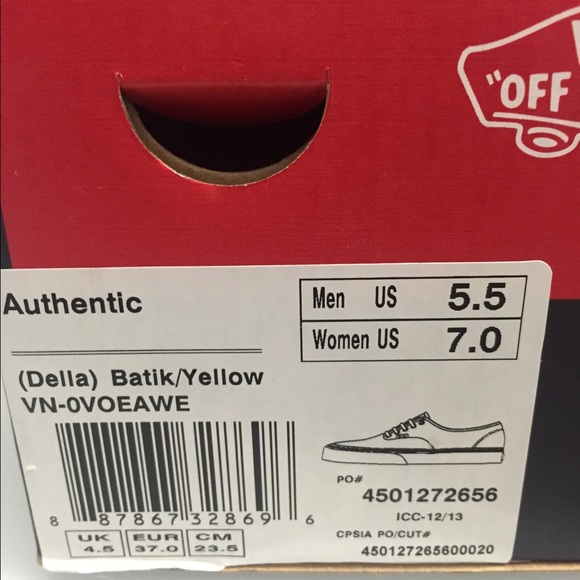 "OFF
Authentic
Men US 5.5
Women US 7.0
(Della) Batik/Yellow
VN-0VOEAWE
PO#
4501272656
ICC-12/13
8 87867 32869 6
CPSIA PO/CUT#
450127265600020
UK EUR CM
4.5 37.0 23.5